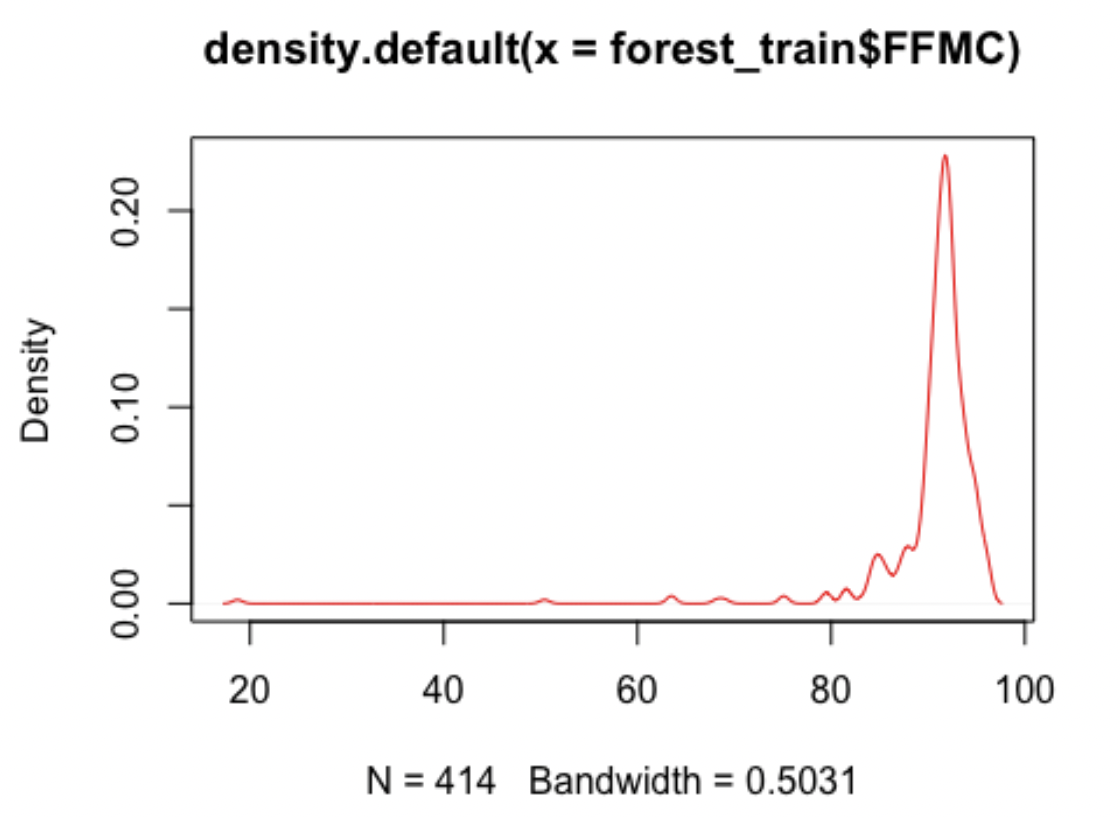 density.default(x = forest_train$FFMC)
Density
0.20
0.10
0.00
20 40 60 80 100
N = 414 Bandwidth = 0.5031